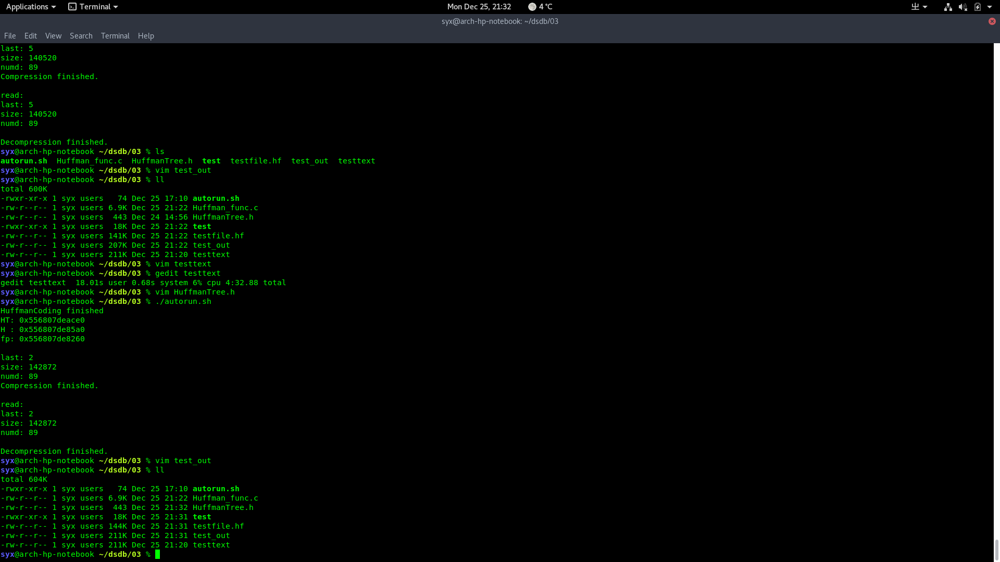 Applications Terminal Mon Dec 25, 21:32 4 ℃
syx@arch-hp-notebook: ~/dsdb/03
File Edit View Search Terminal Help
last: 5
size: 140520
numd: 89
Compression finished.
read:
last: 5
size: 140520
numd: 89
Decompression finished.
syx@arch-hp-notebook ~/dsdb/03 % ls
autorun.sh  Huffman_func.c  HuffmanTree.h  test  testfile.hf  test_out  testtext
syx@arch-hp-notebook ~/dsdb/03 % vim test_out
syx@arch-hp-notebook ~/dsdb/03 % ll
total 600K
-rwxr-xr-x 1 syx users   74 Dec 25 17:10 autorun.sh
-rw-r--r-- 1 syx users 6.9K Dec 25 21:22 Huffman_func.c
-rw-r--r-- 1 syx users  443 Dec 24 14:56 HuffmanTree.h
-rwxr-xr-x 1 syx users  18K Dec 25 21:22 test
-rw-r--r-- 1 syx users 141K Dec 25 21:22 testfile.hf
-rw-r--r-- 1 syx users 207K Dec 25 21:22 test_out
-rw-r--r-- 1 syx users 211K Dec 25 21:20 testtext
syx@arch-hp-notebook ~/dsdb/03 % vim testtext
syx@arch-hp-notebook ~/dsdb/03 % gedit testtext
gedit testtext  18.01s user 0.68s system 6% cpu 4:32.88 total
syx@arch-hp-notebook ~/dsdb/03 % vim HuffmanTree.h
syx@arch-hp-notebook ~/dsdb/03 % ./autorun.sh
HuffmanCoding finished
HT: 0x556807deace0
H : 0x556807de85a0
fp: 0x556807de8260
last: 2
size: 142872
numd: 89
Compression finished.
read:
last: 2
size: 142872
numd: 89
Decompression finished.
syx@arch-hp-notebook ~/dsdb/03 % vim test_out
syx@arch-hp-notebook ~/dsdb/03 % ll
total 604K
-rwxr-xr-x 1 syx users   74 Dec 25 17:10 autorun.sh
-rw-r--r-- 1 syx users 6.9K Dec 25 21:22 Huffman_func.c
-rw-r--r-- 1 syx users  443 Dec 25 21:32 HuffmanTree.h
-rwxr-xr-x 1 syx users  18K Dec 25 21:31 test
-rw-r--r-- 1 syx users 144K Dec 25 21:31 testfile.hf
-rw-r--r-- 1 syx users 211K Dec 25 21:31 test_out
-rw-r--r-- 1 syx users 211K Dec 25 21:20 testtext
syx@arch-hp-notebook ~/dsdb/03 %